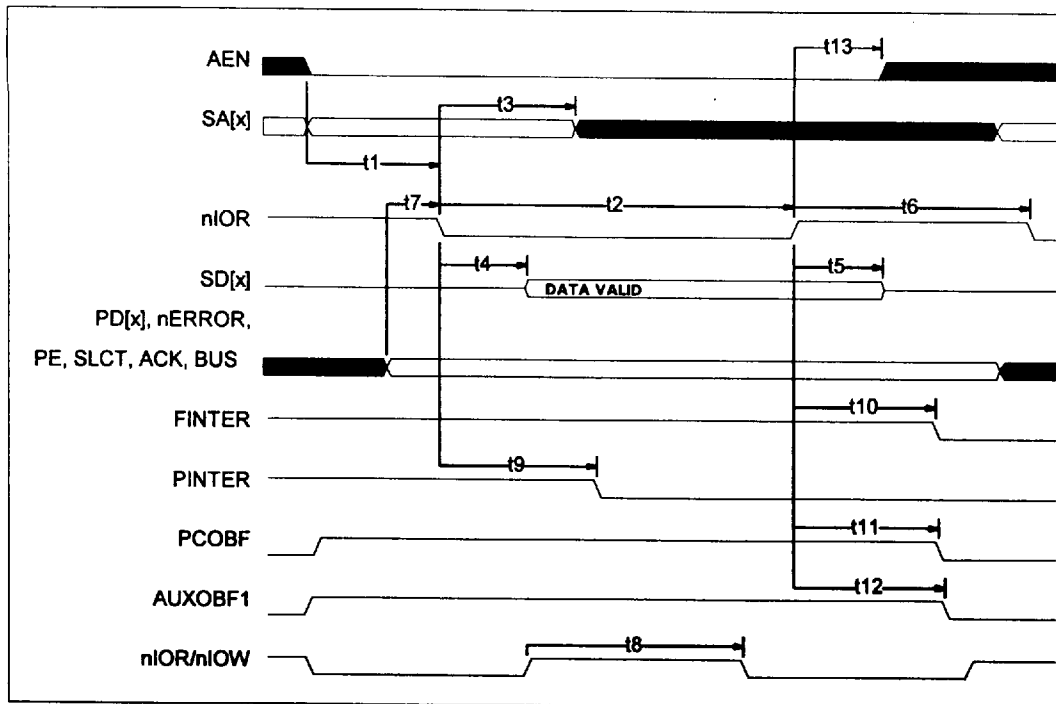 t13
AEN
t3
SA[x]
t1
t7
t2
t6
nIOR
t4
t5
SD[x]
DATA VALID
PD[x], nERROR,
PE, SLCT, ACK, BUS
t10
FINTER
t9
PINTER
t11
PCOBF
t12
AUXOBF1
t8
nIOR/nIOW